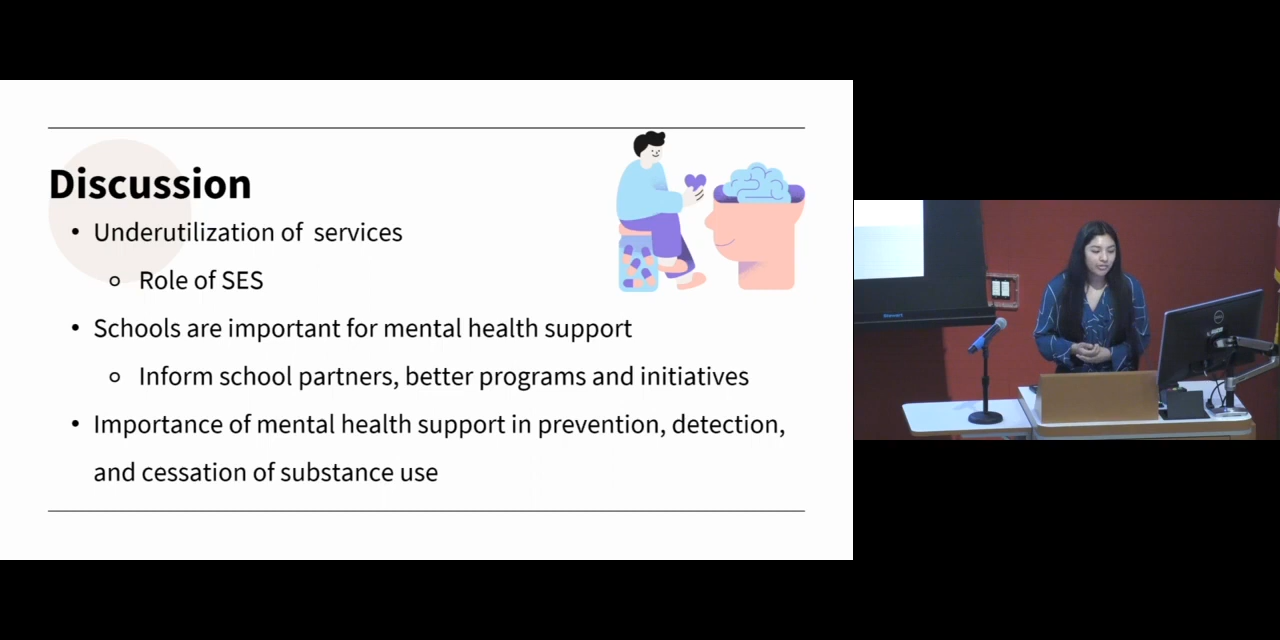 Discussion
• Underutilization of  services
○ Role of SES
• Schools are important for mental health support
○ Inform school partners, better programs and initiatives
• Importance of mental health support in prevention, detection,
and cessation of substance use